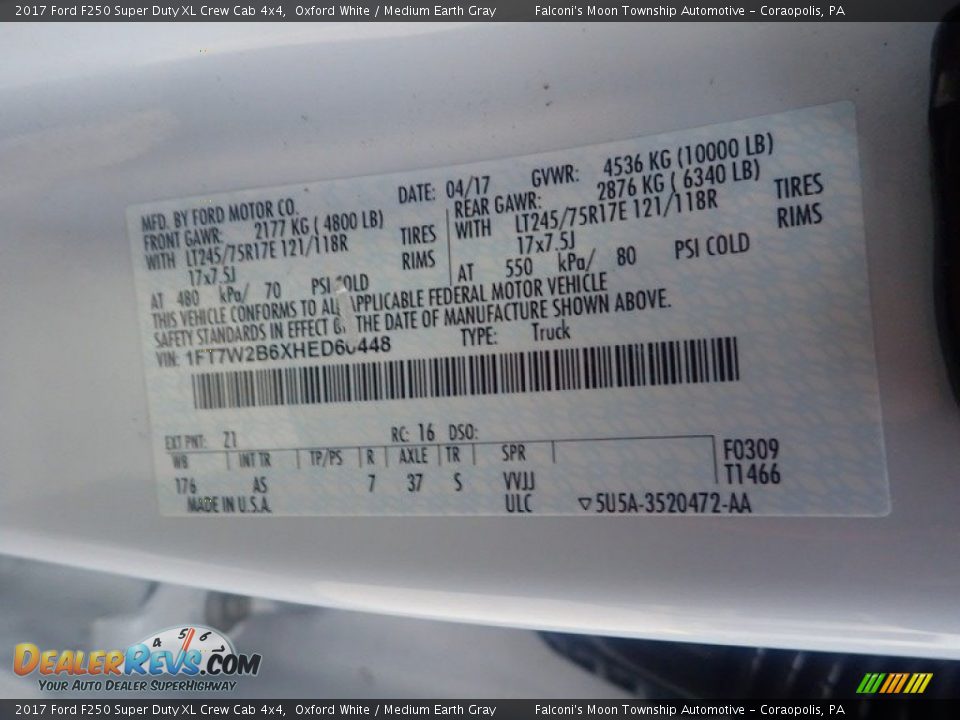 2017 Ford F250 Super Duty XL Crew Cab 4x4, Oxford White / Medium Earth Gray Falconi's Moon Township Automotive - Coraopolis, PA
MFD. BY FORD MOTOR CO. DATE: 04/17 GVWR: 4536 KG (10000 LB)
FRONT GAWR: 2177 KG ( 4800 LB) REAR GAWR: 2876 KG ( 6340 LB)
WITH LT245/75R17E 121/118R TIRES WITH LT245/75R17E 121/118R TIRES
17x7.5J RIMS 17x7.5J RIMS
AT 480 kPa/ 70 PSI COLD AT 550 kPa/ 80 PSI COLD
THIS VEHICLE CONFORMS TO ALL APPLICABLE FEDERAL MOTOR VEHICLE
SAFETY STANDARDS IN EFFECT THE DATE OF MANUFACTURE SHOWN ABOVE.
VIN: 1FT7W2B6XHED60448 TYPE: Truck
EXT PNT: Z1 RC: 16 DSO:
WB INT TR TP/PS R AXLE TR SPR F0309
176 AS 7 37 S VVJJ T1466
MADE IN U.S.A. ULC ▽5U5A-3520472-AA
4 5 6
DEALERREVS.COM
YOUR AUTO DEALER SUPERHIGHWAY
2017 Ford F250 Super Duty XL Crew Cab 4x4, Oxford White / Medium Earth Gray Falconi's Moon Township Automotive - Coraopolis, PA